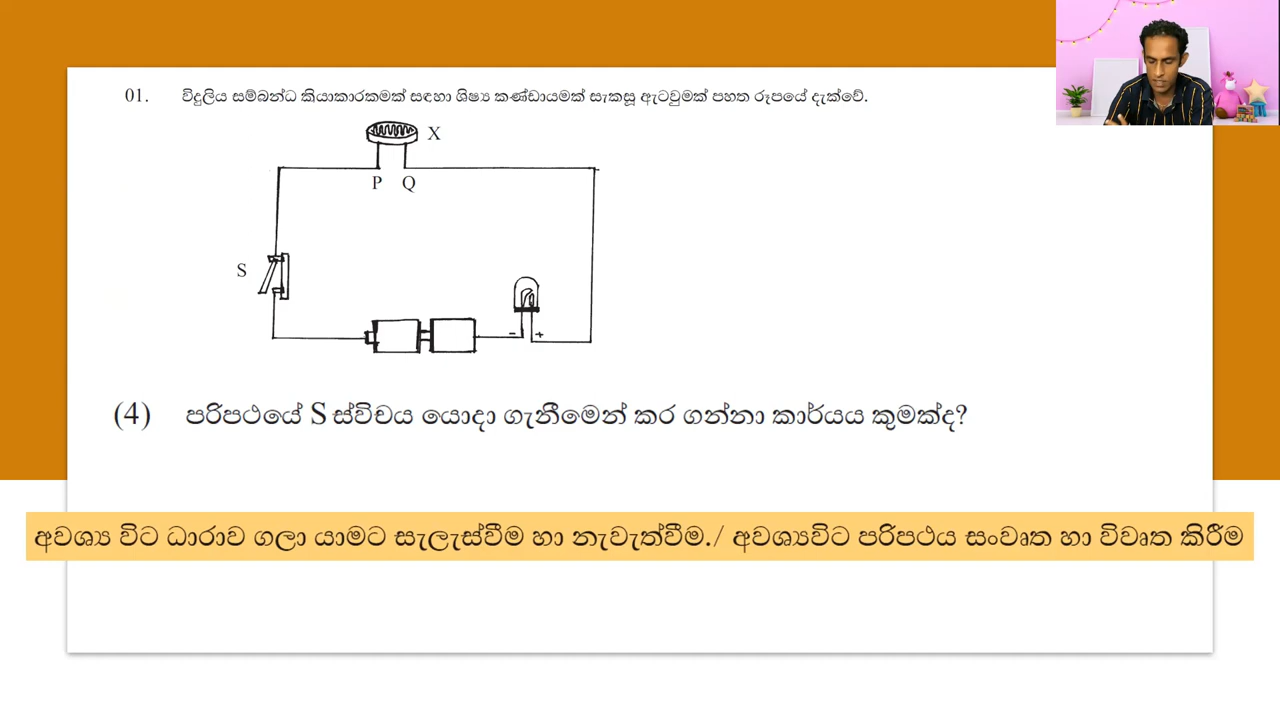 01. විදුලිය සම්බන්ධ කියාකාරකමක් සඳහා ශිෂ්‍ය කණ්ඩායමක් සැකසූ ඇටවුමක් පහත රූපයේ දැක්වේ.
X
P Q
S
- +
(4) පරිපථයේ S ස්විචය යොදා ගැනීමෙන් කර ගන්නා කාර්යය කුමක්ද?
අවශ්‍ය විට ධාරාව ගලා යාමට සැලැස්වීම හා නැවැත්වීම./ අවශ්‍යවිට පරිපථය සංවෘත හා විවෘත කිරීම